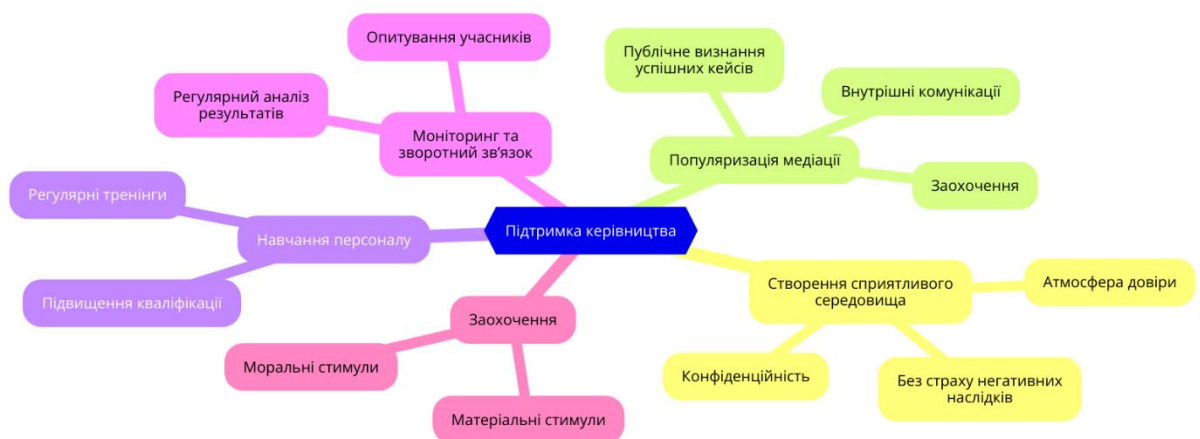 Опитування учасників
Регулярний аналіз
результатів
Моніторинг та
зворотний зв’язок
Публічне визнання
успішних кейсів
Внутрішні комунікації
Популяризація медіації
Заохочення
Регулярні тренінги
Навчання персоналу
Підвищення кваліфікації
Підтримка керівництва
Створення сприятливого
середовища
Атмосфера довіри
Конфіденційність
Без страху негативних
наслідків
Заохочення
Моральні стимули
Матеріальні стимули